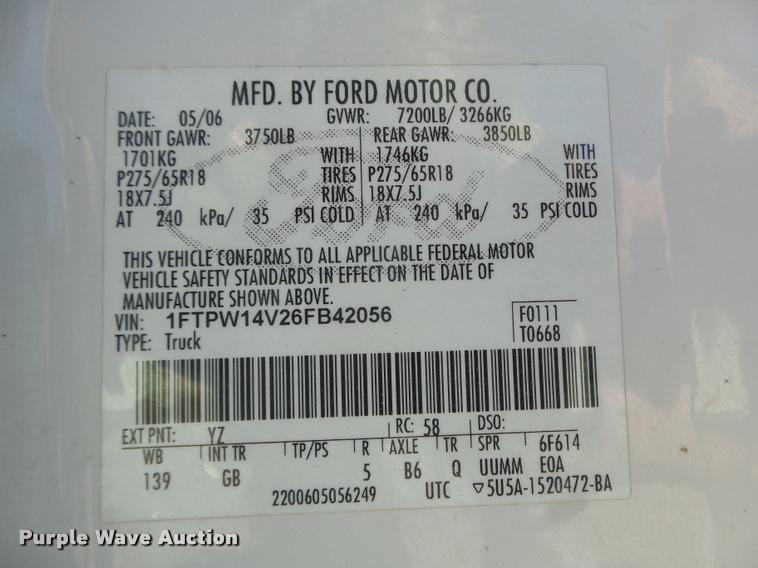 MFD. BY FORD MOTOR CO.
DATE: 05/06 GVWR: 7200LB/ 3266KG
FRONT GAWR: 3750LB REAR GAWR: 3850LB
1701KG WITH 1746KG WITH
P275/65R18 TIRES P275/65R18 TIRES
18X7.5J RIMS 18X7.5J RIMS
AT 240 kPa/ 35 PSI COLD AT 240 kPa/ 35 PSI COLD
Ford
THIS VEHICLE CONFORMS TO ALL APPLICABLE FEDERAL MOTOR
VEHICLE SAFETY STANDARDS IN EFFECT ON THE DATE OF
MANUFACTURE SHOWN ABOVE.
VIN: 1FTPW14V26FB42056 F0111
TYPE: Truck T0668
EXT PNT: YZ RC: 58 DSO:
WB INT TR TP/PS R AXLE TR SPR 6F614
139 GB 5 B6 Q UUMM EOA
2200605056249 UTC ▽5U5A-1520472-BA
Purple Wave Auction